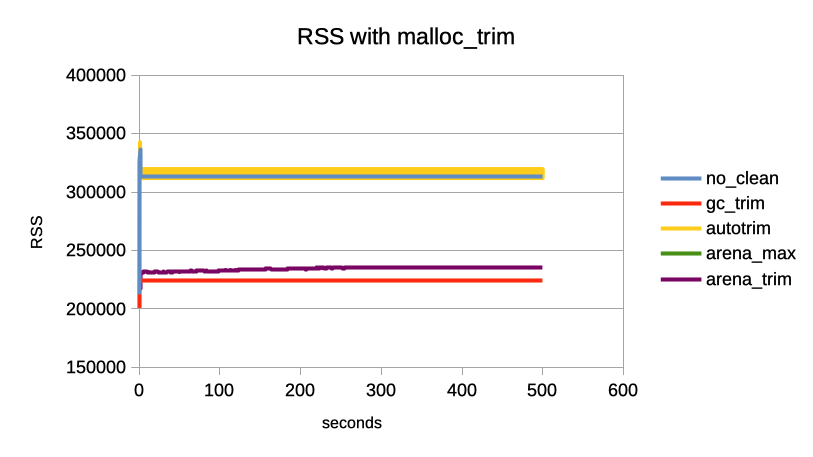 RSS with malloc_trim
400000
350000
300000
250000
200000
150000
RSS
0 100 200 300 400 500 600
seconds
no_clean
gc_trim
autotrim
arena_max
arena_trim